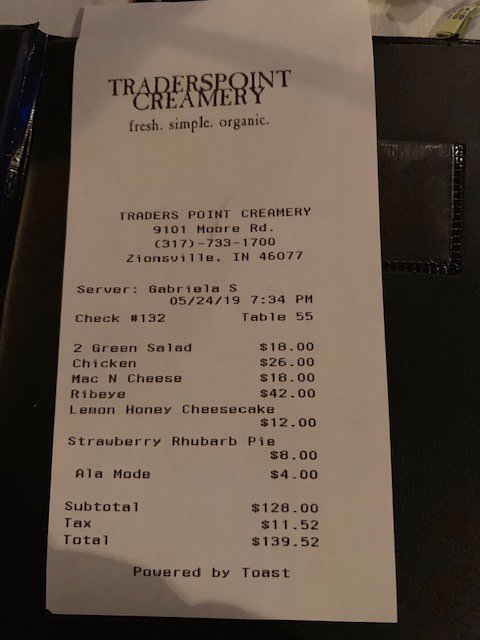 TRADERSPOINT
CREAMERY
fresh. simple. organic.
TRADERS POINT CREAMERY
9101 Moore Rd.
(317)-733-1700
Zionsville, IN 46077
Server: Gabriela S
05/24/19 7:34 PM
Check #132 Table 55
2 Green Salad $18.00
Chicken $26.00
Mac N Cheese $18.00
Ribeye $42.00
Lemon Honey Cheesecake
$12.00
Strawberry Rhubarb Pie
$8.00
Ala Mode $4.00
Subtotal $128.00
Tax $11.52
Total $139.52
Powered by Toast